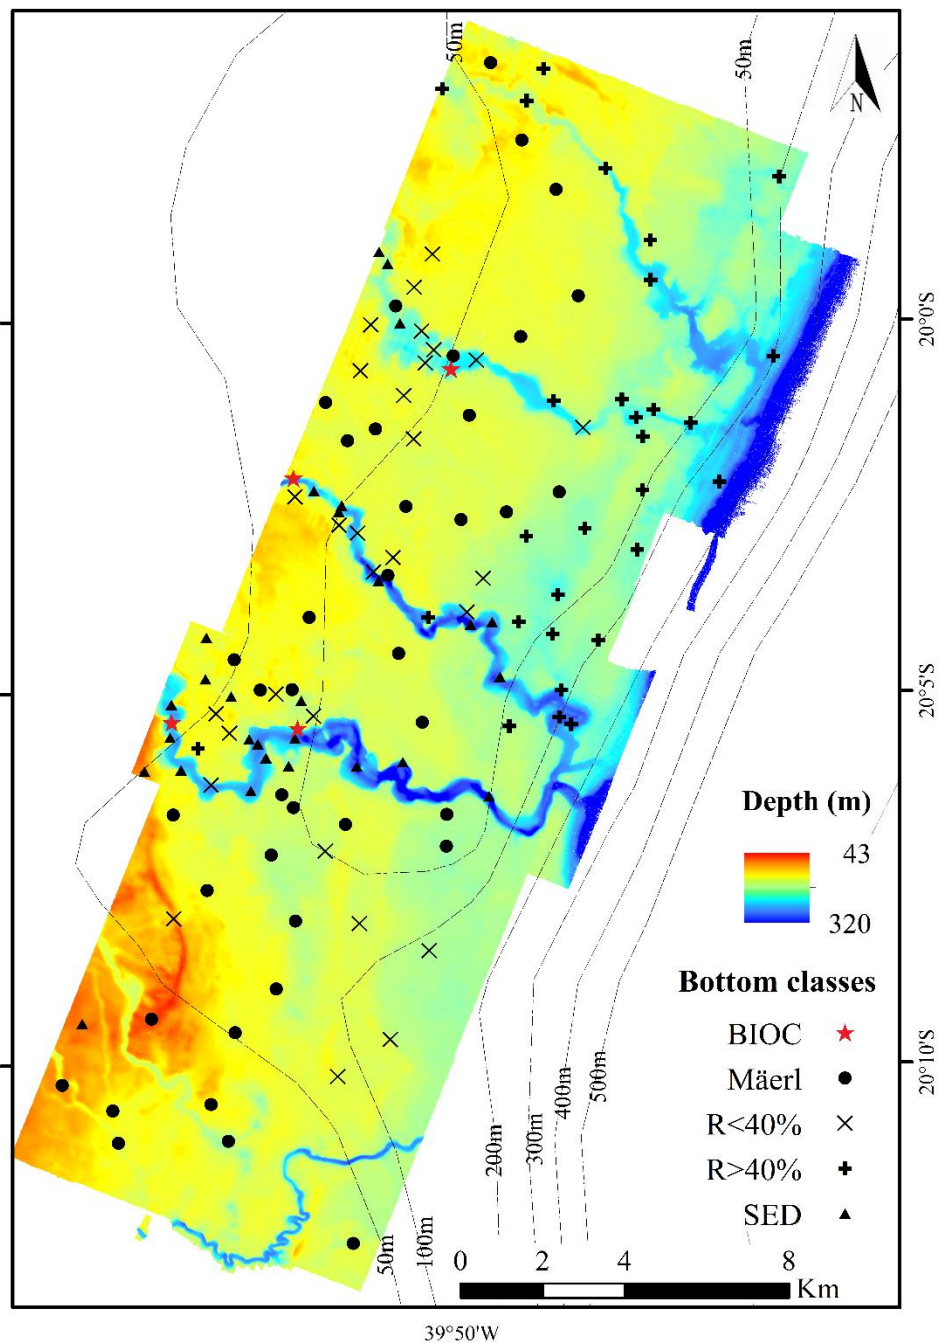 50m
50m
N
20°0'S
20°5'S
Depth (m)
43
320
Bottom classes
BIOC
Mäerl
R<40%
R>40%
SED
20°10'S
200m
300m
400m
500m
50m
100m
0 2 4 8
Km
39°50'W